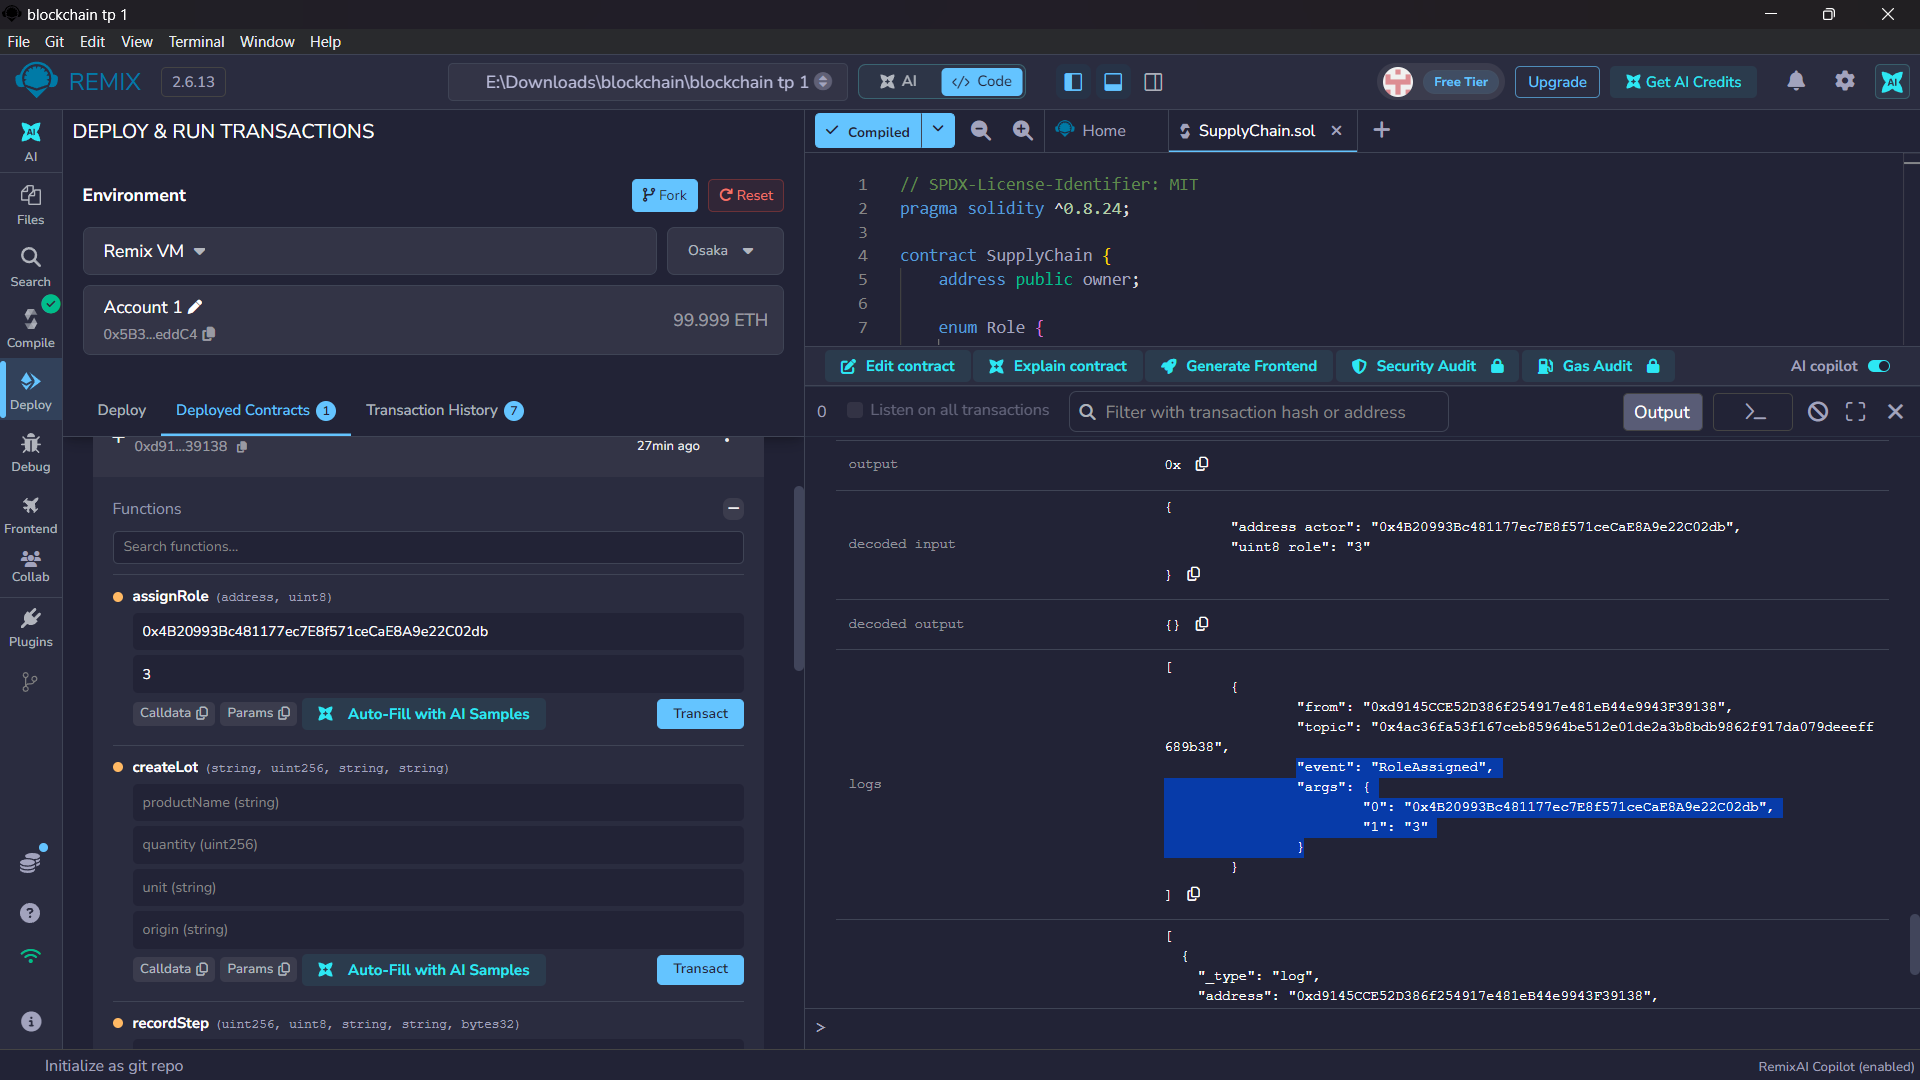 blockchain tp 1
File Git Edit View Terminal Window Help
REMIX 2.6.13 E:\Downloads\blockchain\blockchain tp 1 AI </> Code Free Tier Upgrade Get AI Credits AI
AI
Files
Search
Compile
Deploy
Debug
Frontend
Collab
Plugins
DEPLOY & RUN TRANSACTIONS
Environment Fork Reset
Remix VM Osaka
Account 1
0x5B3...eddC4
99.999 ETH
Deploy Deployed Contracts 1 Transaction History 7
0xd91...39138 27min ago
Functions
Search functions...
assignRole (address, uint8)
0x4B20993Bc481177ec7E8f571ceCaE8A9e22C02db
3
Calldata Params Auto-Fill with AI Samples Transact
createLot (string, uint256, string, string)
productName (string)
quantity (uint256)
unit (string)
origin (string)
Calldata Params Auto-Fill with AI Samples Transact
recordStep (uint256, uint8, string, string, bytes32)
Compiled Home SupplyChain.sol
1 // SPDX-License-Identifier: MIT
2 pragma solidity ^0.8.24;
3
4 contract SupplyChain {
5 address public owner;
6
7 enum Role {
Edit contract Explain contract Generate Frontend Security Audit Gas Audit AI copilot
0 Listen on all transactions Filter with transaction hash or address Output >_
output 0x
decoded input
{
"address actor": "0x4B20993Bc481177ec7E8f571ceCaE8A9e22C02db",
"uint8 role": "3"
}
decoded output {}
logs
[
{
"from": "0xd9145CCE52D386f254917e481eB44e9943F39138",
"topic": "0x4ac36fa53f167ceb85964be512e01de2a3b8bdb9862f917da079deeeff
689b38",
"event": "RoleAssigned",
"args": {
"0": "0x4B20993Bc481177ec7E8f571ceCaE8A9e22C02db",
"1": "3"
}
}
]
[
{
"_type": "log",
"address": "0xd9145CCE52D386f254917e481eB44e9943F39138",
>
Initialize as git repo RemixAI Copilot (enabled)